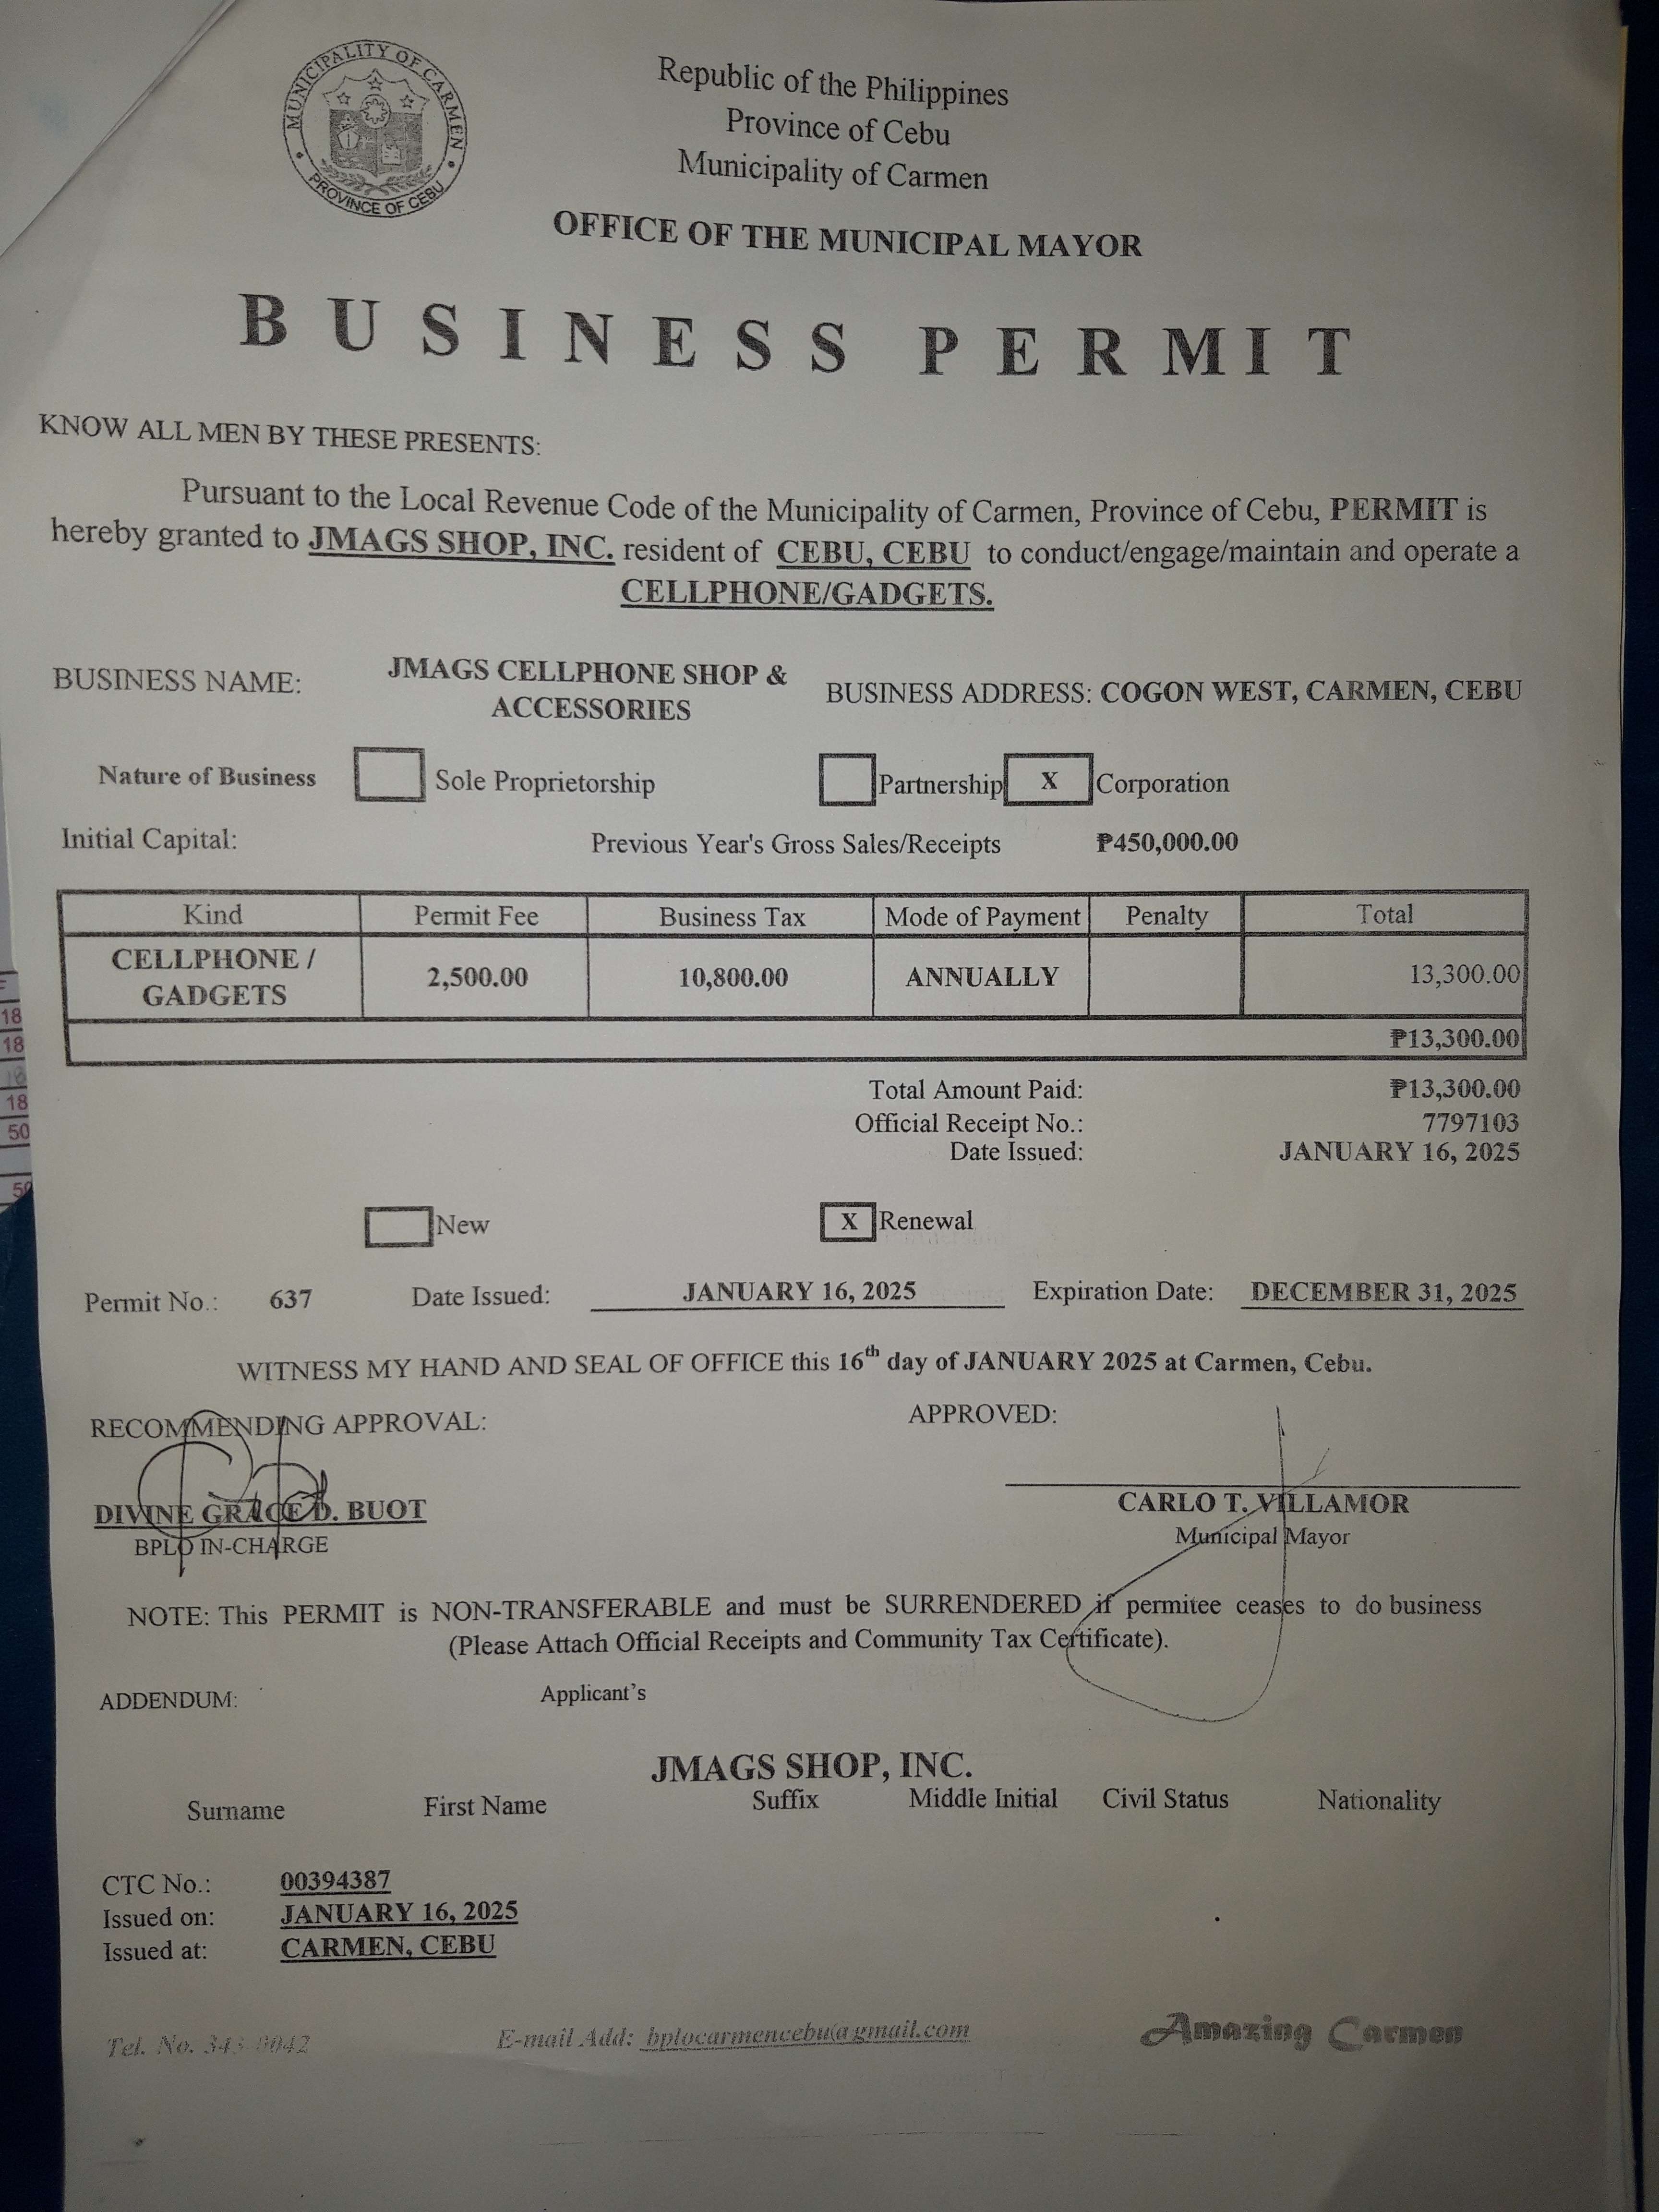 MUNICIPALITY OF CARMEN
PROVINCE OF CEBU
Republic of the Philippines
Province of Cebu
Municipality of Carmen
OFFICE OF THE MUNICIPAL MAYOR
BUSINESS PERMIT
KNOW ALL MEN BY THESE PRESENTS:
Pursuant to the Local Revenue Code of the Municipality of Carmen, Province of Cebu, PERMIT is
hereby granted to JMAGS SHOP, INC. resident of CEBU, CEBU to conduct/engage/maintain and operate a
CELLPHONE/GADGETS.
BUSINESS NAME: JMAGS CELLPHONE SHOP & BUSINESS ADDRESS: COGON WEST, CARMEN, CEBU
ACCESSORIES
Nature of Business Sole Proprietorship Partnership X Corporation
Initial Capital: Previous Year's Gross Sales/Receipts ₱450,000.00
Kind Permit Fee Business Tax Mode of Payment Penalty Total
CELLPHONE / 2,500.00 10,800.00 ANNUALLY 13,300.00
GADGETS
₱13,300.00
Total Amount Paid: ₱13,300.00
Official Receipt No.: 7797103
Date Issued: JANUARY 16, 2025
New X Renewal
Permit No.: 637 Date Issued: JANUARY 16, 2025 Expiration Date: DECEMBER 31, 2025
WITNESS MY HAND AND SEAL OF OFFICE this 16th day of JANUARY 2025 at Carmen, Cebu.
RECOMMENDING APPROVAL: APPROVED:
DIVINE GRACE D. BUOT CARLO T. VILLAMOR
BPLO IN-CHARGE Municipal Mayor
NOTE: This PERMIT is NON-TRANSFERABLE and must be SURRENDERED if permitee ceases to do business
(Please Attach Official Receipts and Community Tax Certificate).
ADDENDUM: Applicant's
JMAGS SHOP, INC.
Surname First Name Suffix Middle Initial Civil Status Nationality
CTC No.: 00394387
Issued on: JANUARY 16, 2025
Issued at: CARMEN, CEBU
Tel. No. 343-0042 E-mail Add: bplocarmencebu@gmail.com Amazing Carmen
18
18
18
50